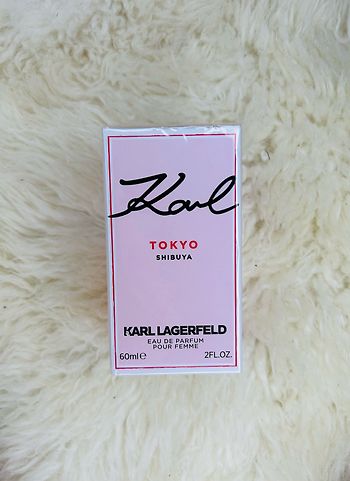 Karl
TOKYO
SHIBUYA
KARL LAGERFELD
EAU DE PARFUM
POUR FEMME
60ml℮ 2FL.OZ.